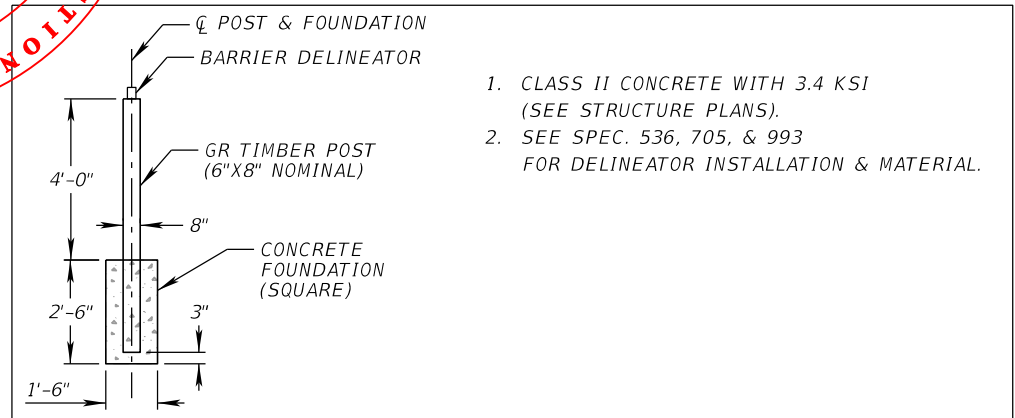 TION
℄ POST & FOUNDATION
BARRIER DELINEATOR
1. CLASS II CONCRETE WITH 3.4 KSI
(SEE STRUCTURE PLANS).
2. SEE SPEC. 536, 705, & 993
FOR DELINEATOR INSTALLATION & MATERIAL.
GR TIMBER POST
(6"X8" NOMINAL)
4'-0"
8"
CONCRETE
FOUNDATION
(SQUARE)
2'-6"
3"
1'-6"